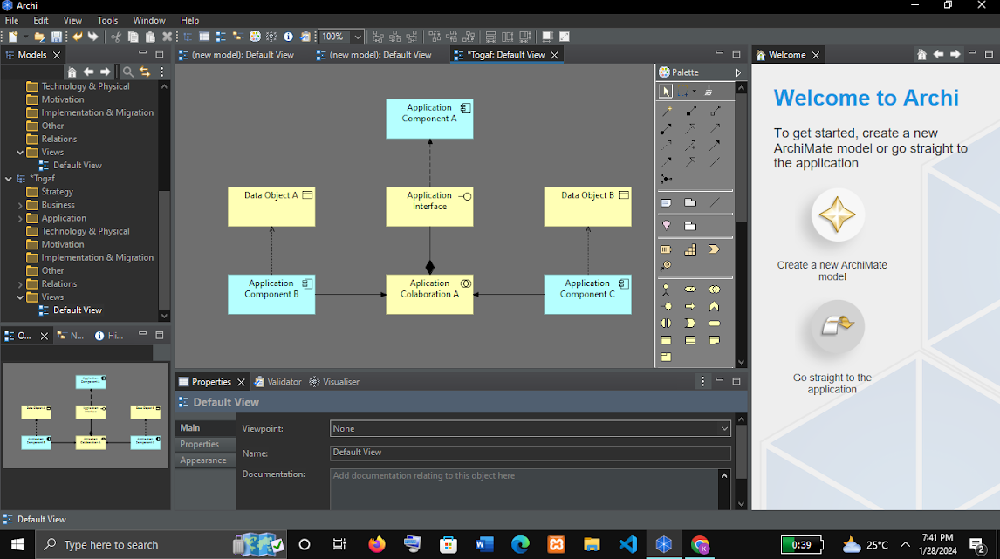 Archi
File Edit View Tools Window Help
100%
Models
(new model): Default View
(new model): Default View
*Togaf: Default View
Welcome
Technology & Physical
Motivation
Implementation & Migration
Other
Relations
Views
Default View
*Togaf
Strategy
Business
Application
Technology & Physical
Motivation
Implementation & Migration
Other
Relations
Views
Default View
O...
N...
Hi...
Application
Component A
Data Object A
Application
Interface
Data Object B
Application
Component B
Aplication
Colaboration A
Application
Component C
Palette
Properties
Validator
Visualiser
Default View
Main
Properties
Appearance
Viewpoint:
None
Name:
Default View
Documentation:
Add documentation relating to this object here
Welcome to Archi
To get started, create a new
ArchiMate model or go straight to
the application
Create a new ArchiMate
model
Go straight to the
application
Default View
Type here to search
0:39
25°C
7:41 PM
1/28/2024
2